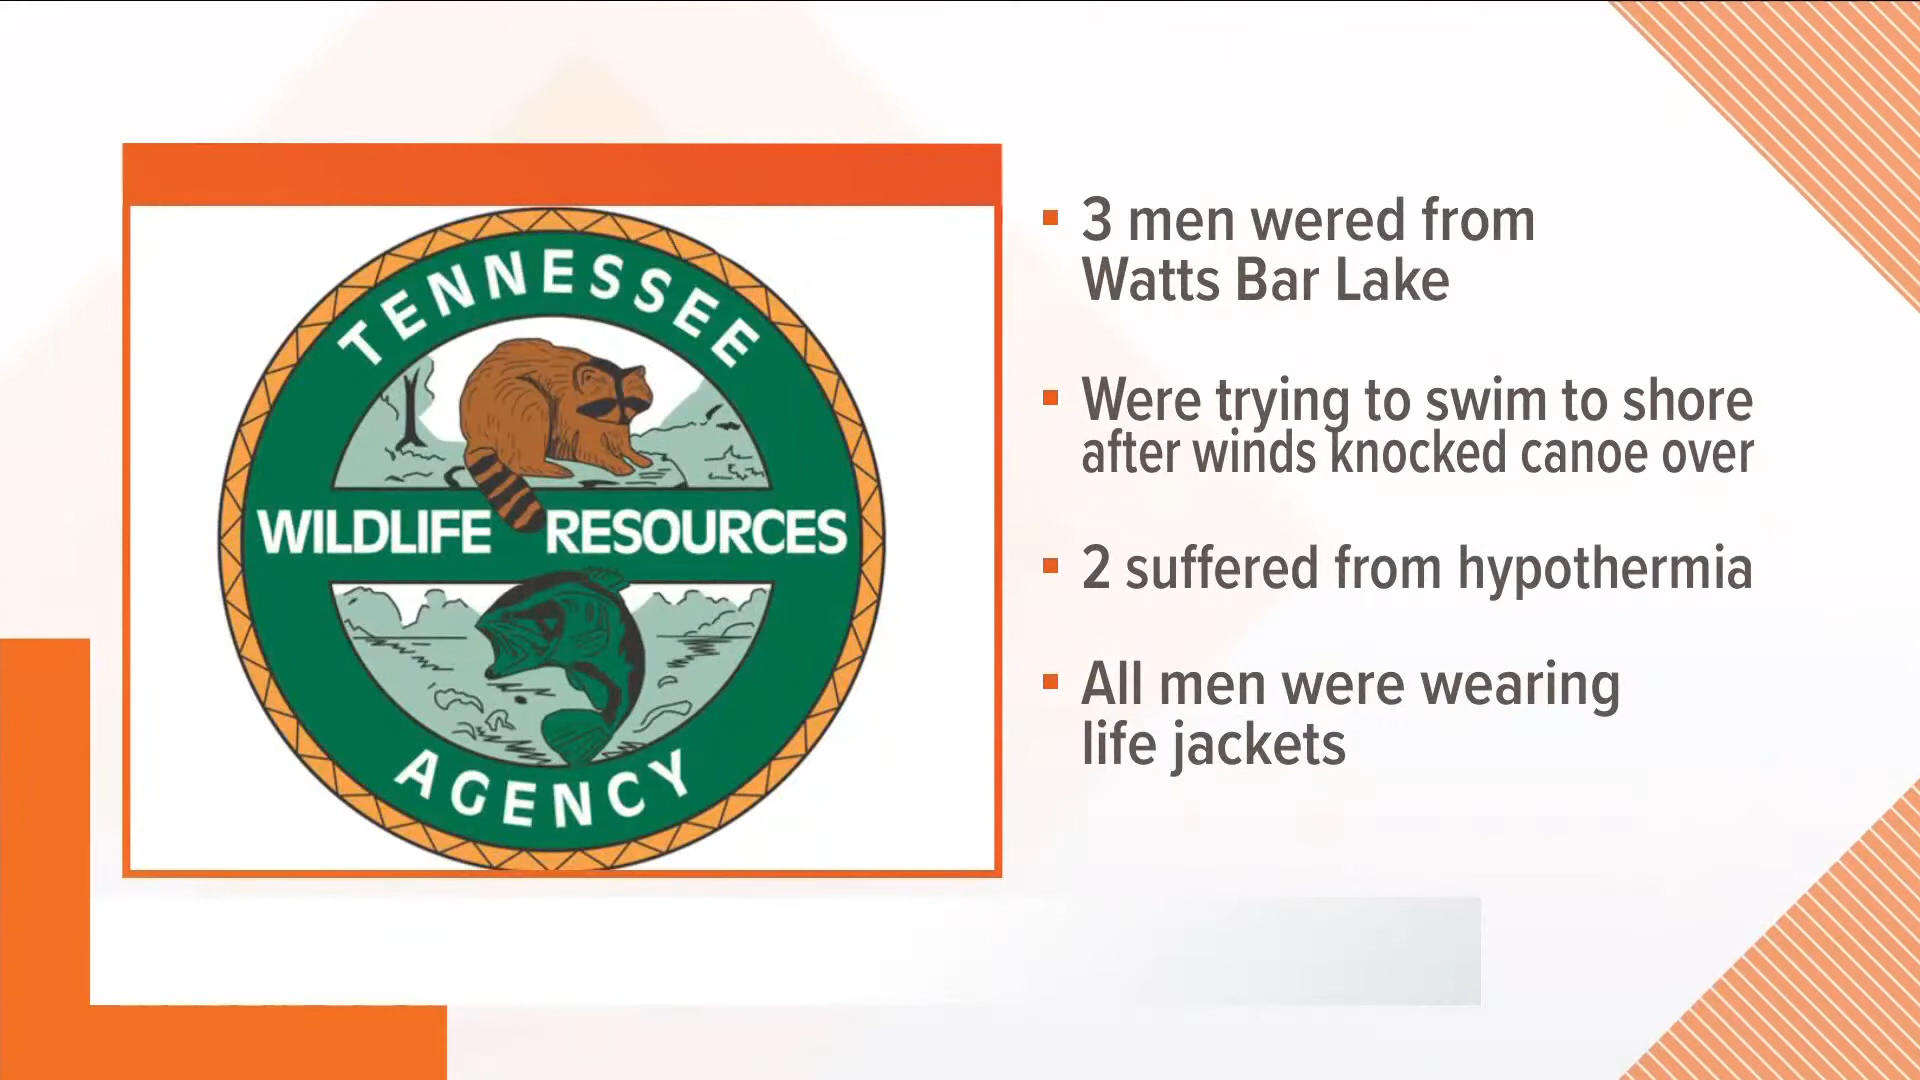 TENNESSEE
WILDLIFE RESOURCES
AGENCY
3 men wered from
Watts Bar Lake
Were trying to swim to shore
after winds knocked canoe over
2 suffered from hypothermia
All men were wearing
life jackets